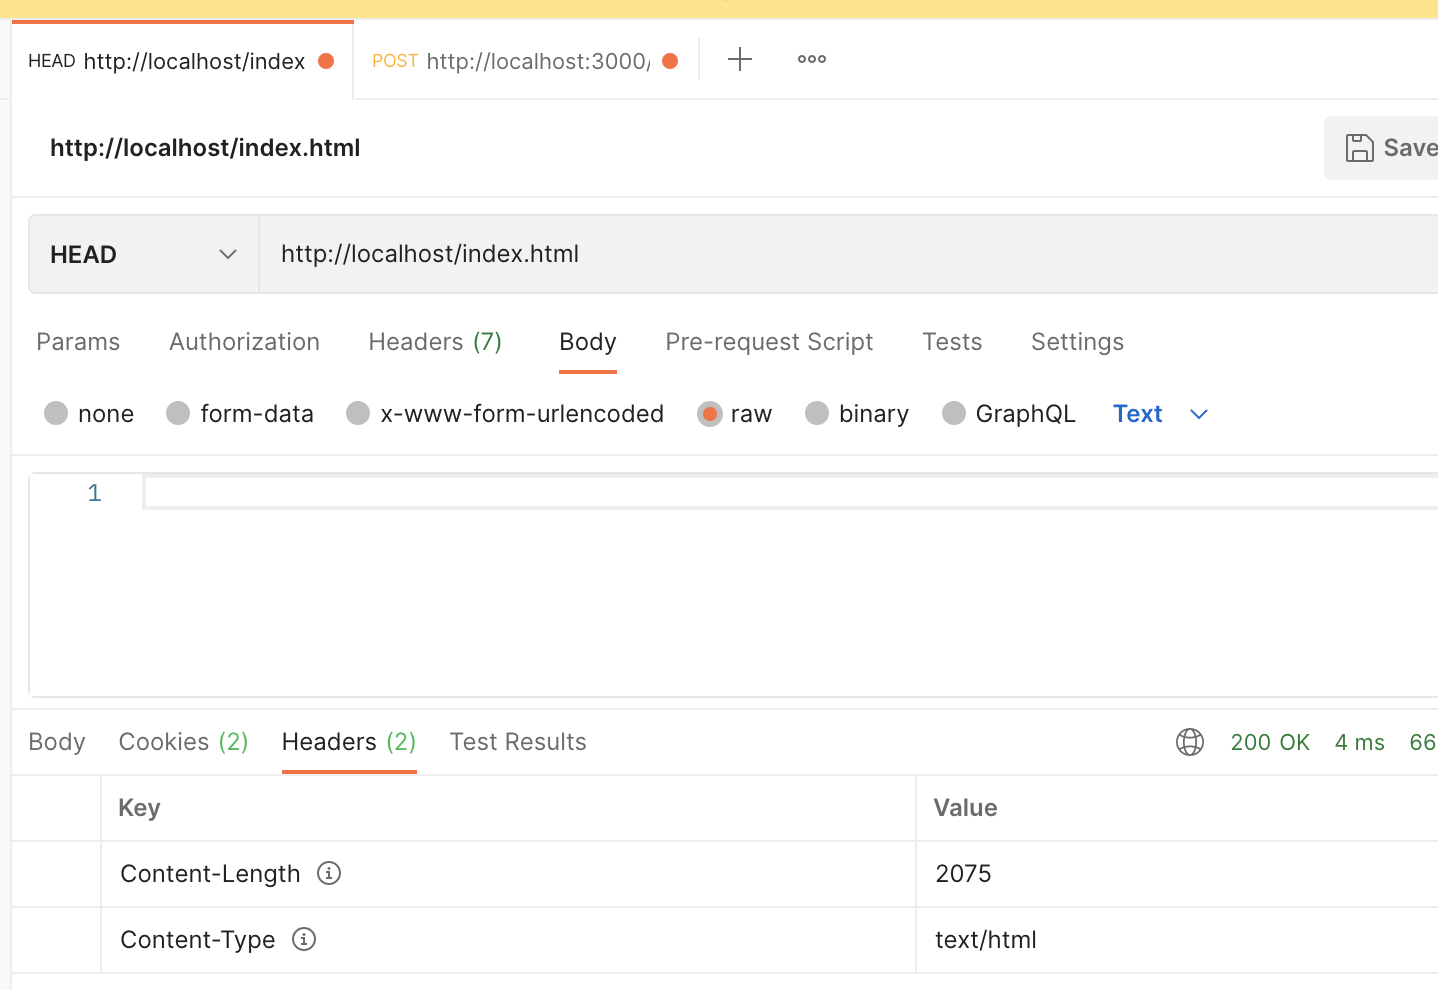 HEAD http://localhost/index POST http://localhost:3000/
http://localhost/index.html Save
HEAD http://localhost/index.html
Params Authorization Headers (7) Body Pre-request Script Tests Settings
none form-data x-www-form-urlencoded raw binary GraphQL Text
1
Body Cookies (2) Headers (2) Test Results 200 OK 4 ms 66
Key Value
Content-Length 2075
Content-Type text/html